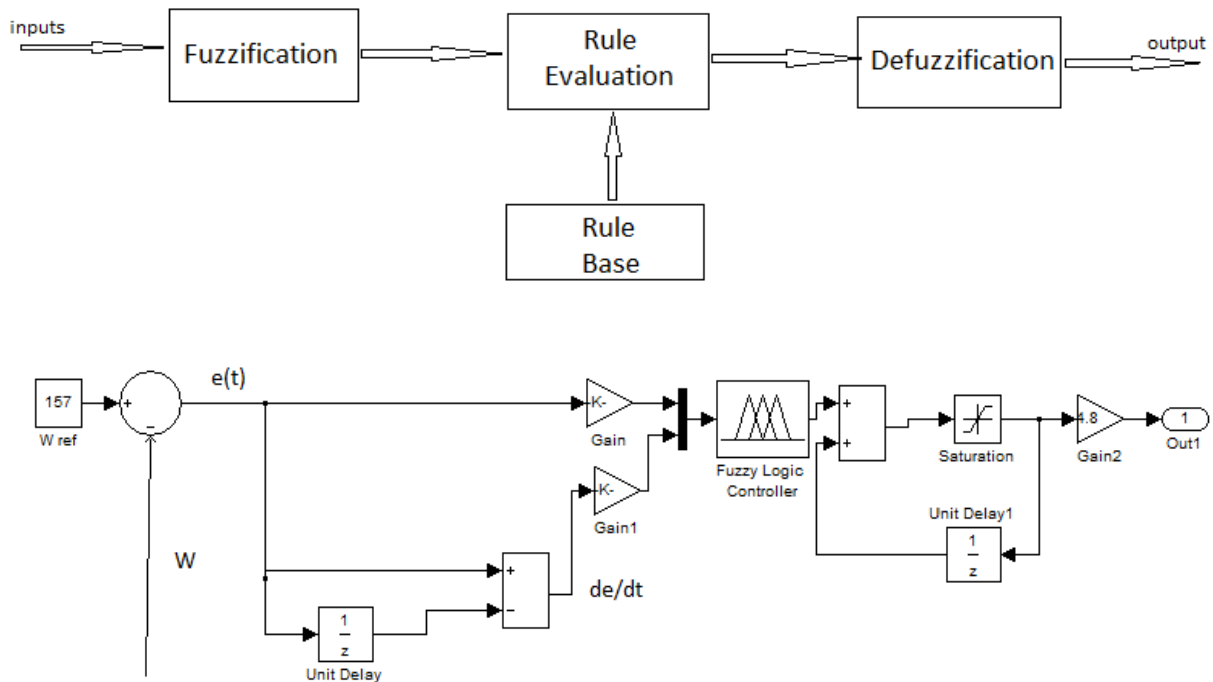 inputs
Fuzzification
Rule
Evaluation
Defuzzification
output
Rule
Base
157
W ref
+
-
e(t)
W
1
z
Unit Delay
+
-
de/dt
K-
Gain
K-
Gain1
Fuzzy Logic
Controller
+
+
Saturation
Unit Delay1
1
z
4.8
Gain2
1
Out1